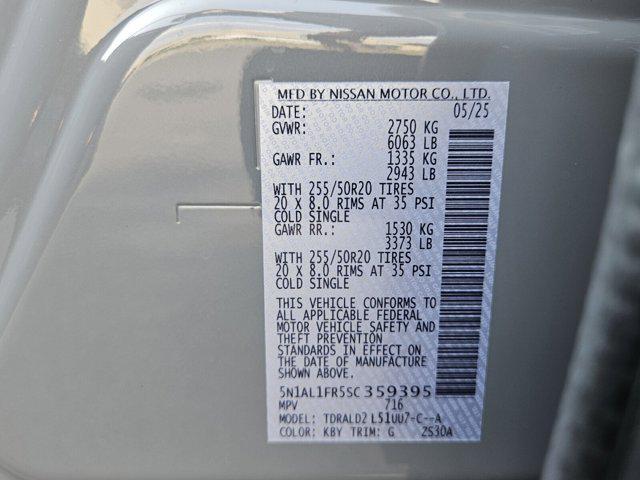 MFD BY NISSAN MOTOR CO., LTD.
DATE: 05/25
GVWR: 2750 KG
6063 LB
GAWR FR.: 1335 KG
2943 LB
WITH 255/50R20 TIRES
20 X 8.0 RIMS AT 35 PSI
COLD SINGLE
GAWR RR.: 1530 KG
3373 LB
WITH 255/50R20 TIRES
20 X 8.0 RIMS AT 35 PSI
COLD SINGLE
THIS VEHICLE CONFORMS TO
ALL APPLICABLE FEDERAL
MOTOR VEHICLE SAFETY AND
THEFT PREVENTION
STANDARDS IN EFFECT ON
THE DATE OF MANUFACTURE
SHOWN ABOVE.
5N1AL1FR5SC359395
MPV 716
MODEL: TDRALD2 L51UU7-C--A
COLOR: KBY TRIM: G 2S30A